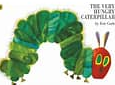 THE VERY
HUNGRY CATERPILLAR
by Eric Carle